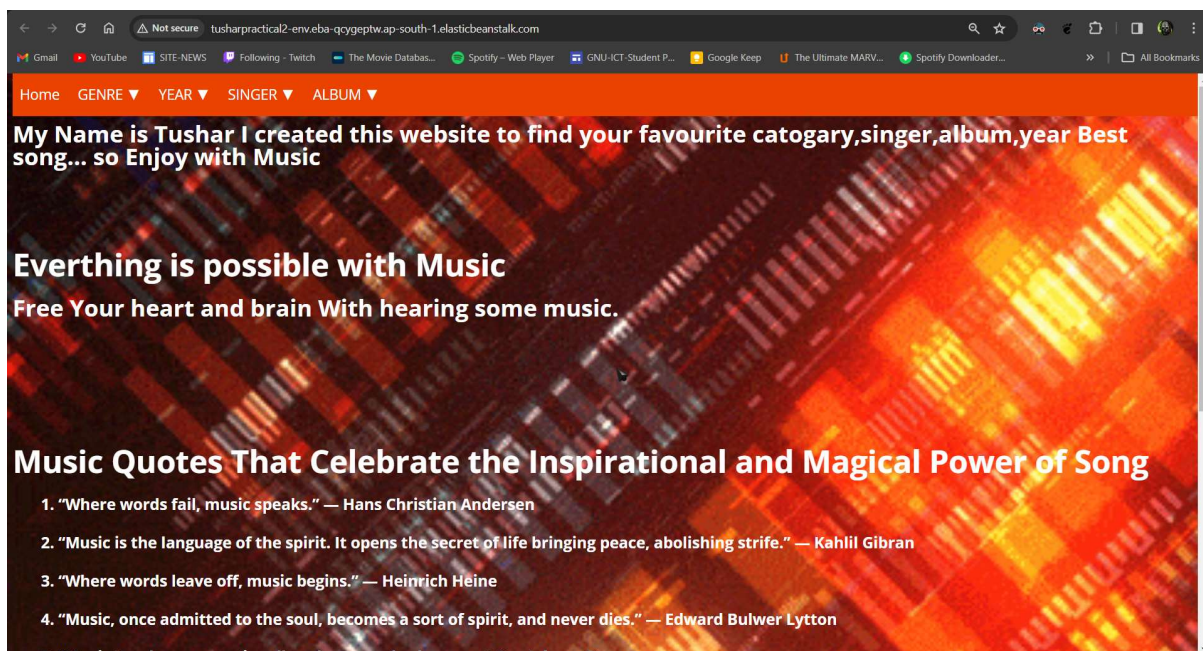 Not secure tusharpractical2-env.eba-qcygeptw.ap-south-1.elasticbeanstalk.com
Gmail YouTube SITE-NEWS Following - Twitch The Movie Databas... Spotify – Web Player GNU-ICT-Student P... Google Keep The Ultimate MARV... Spotify Downloader... » All Bookmarks
Home GENRE ▼ YEAR ▼ SINGER ▼ ALBUM ▼
My Name is Tushar I created this website to find your favourite catogary,singer,album,year Best
song... so Enjoy with Music
Everthing is possible with Music
Free Your heart and brain With hearing some music.
Music Quotes That Celebrate the Inspirational and Magical Power of Song
1. “Where words fail, music speaks.” — Hans Christian Andersen
2. “Music is the language of the spirit. It opens the secret of life bringing peace, abolishing strife.” — Kahlil Gibran
3. “Where words leave off, music begins.” — Heinrich Heine
4. “Music, once admitted to the soul, becomes a sort of spirit, and never dies.” — Edward Bulwer Lytton